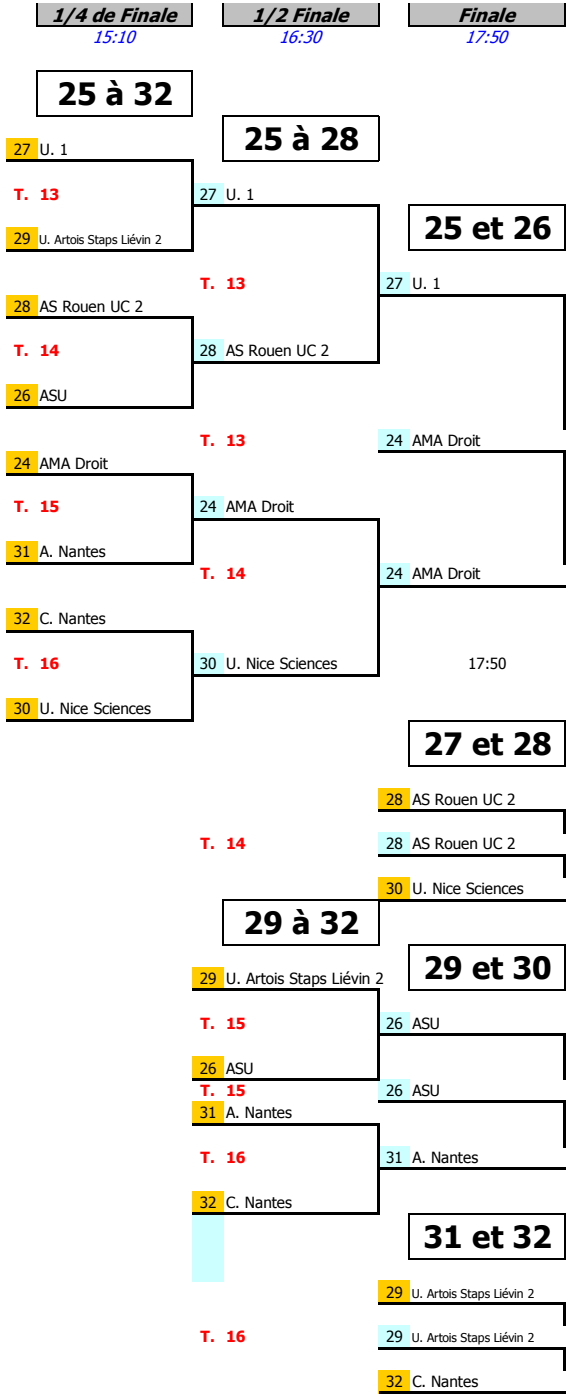 1/4 de Finale 1/2 Finale Finale
15:10 16:30 17:50
25 à 32
25 à 28
27 U. 1
T. 13 27 U. 1
25 et 26
29 U. Artois Staps Liévin 2
T. 13 27 U. 1
28 AS Rouen UC 2
T. 14 28 AS Rouen UC 2
26 ASU
T. 13 24 AMA Droit
24 AMA Droit
T. 15 24 AMA Droit
31 A. Nantes
T. 14 24 AMA Droit
32 C. Nantes
T. 16 30 U. Nice Sciences 17:50
30 U. Nice Sciences
27 et 28
28 AS Rouen UC 2
T. 14 28 AS Rouen UC 2
30 U. Nice Sciences
29 à 32
29 et 30
29 U. Artois Staps Liévin 2
T. 15 26 ASU
26 ASU
T. 15 26 ASU
31 A. Nantes
T. 16 31 A. Nantes
32 C. Nantes
31 et 32
29 U. Artois Staps Liévin 2
T. 16 29 U. Artois Staps Liévin 2
32 C. Nantes